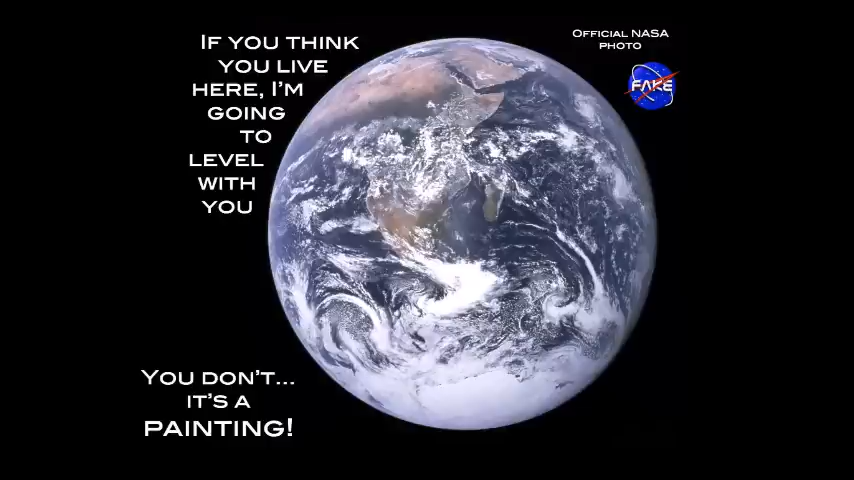 IF YOU THINK
YOU LIVE
HERE, I'M
GOING
TO
LEVEL
WITH
YOU
OFFICIAL NASA
PHOTO
FAKE
YOU DON'T...
IT'S A
PAINTING!